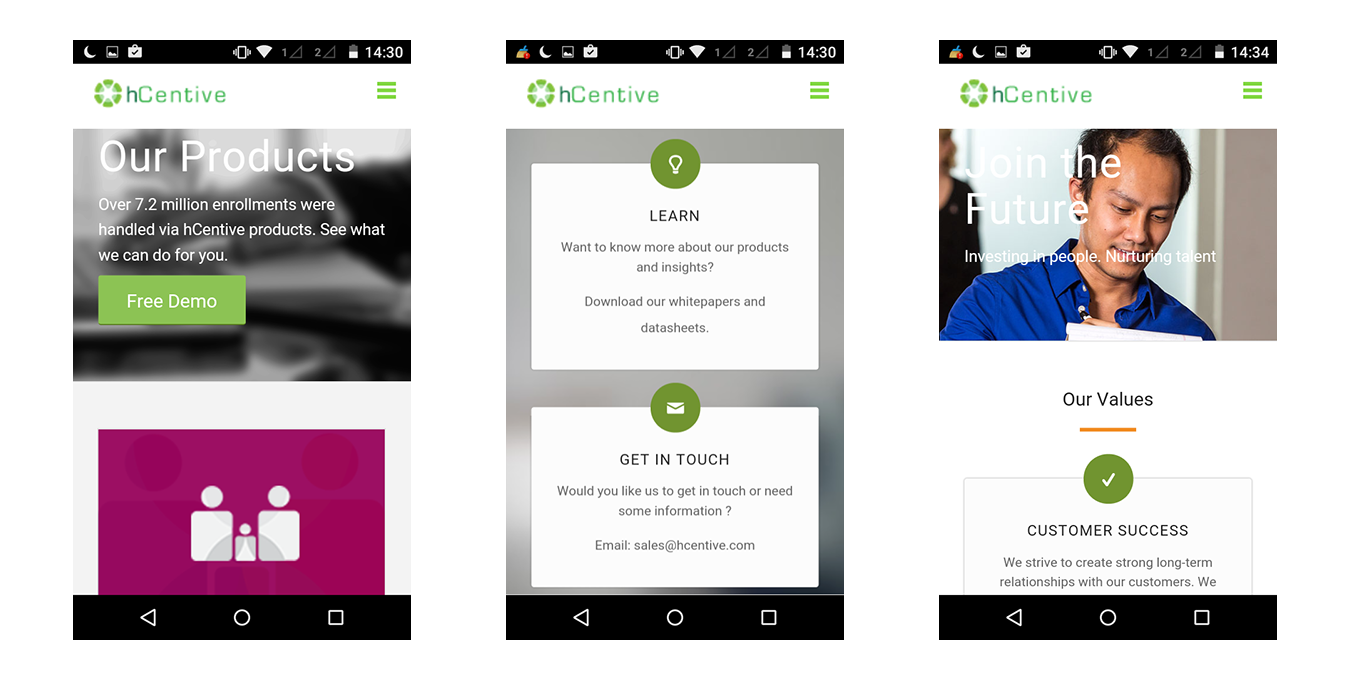 1 2 14:30
hCentive
Our Products
Over 7.2 million enrollments were
handled via hCentive products. See what
we can do for you.
Free Demo
1 2 14:30
hCentive
LEARN
Want to know more about our products
and insights?
Download our whitepapers and
datasheets.
GET IN TOUCH
Would you like us to get in touch or need
some information ?
Email: sales@hcentive.com
1 2 14:34
hCentive
Join the
Future
Investing in people. Nurturing talent
Our Values
CUSTOMER SUCCESS
We strive to create strong long-term
relationships with our customers. We